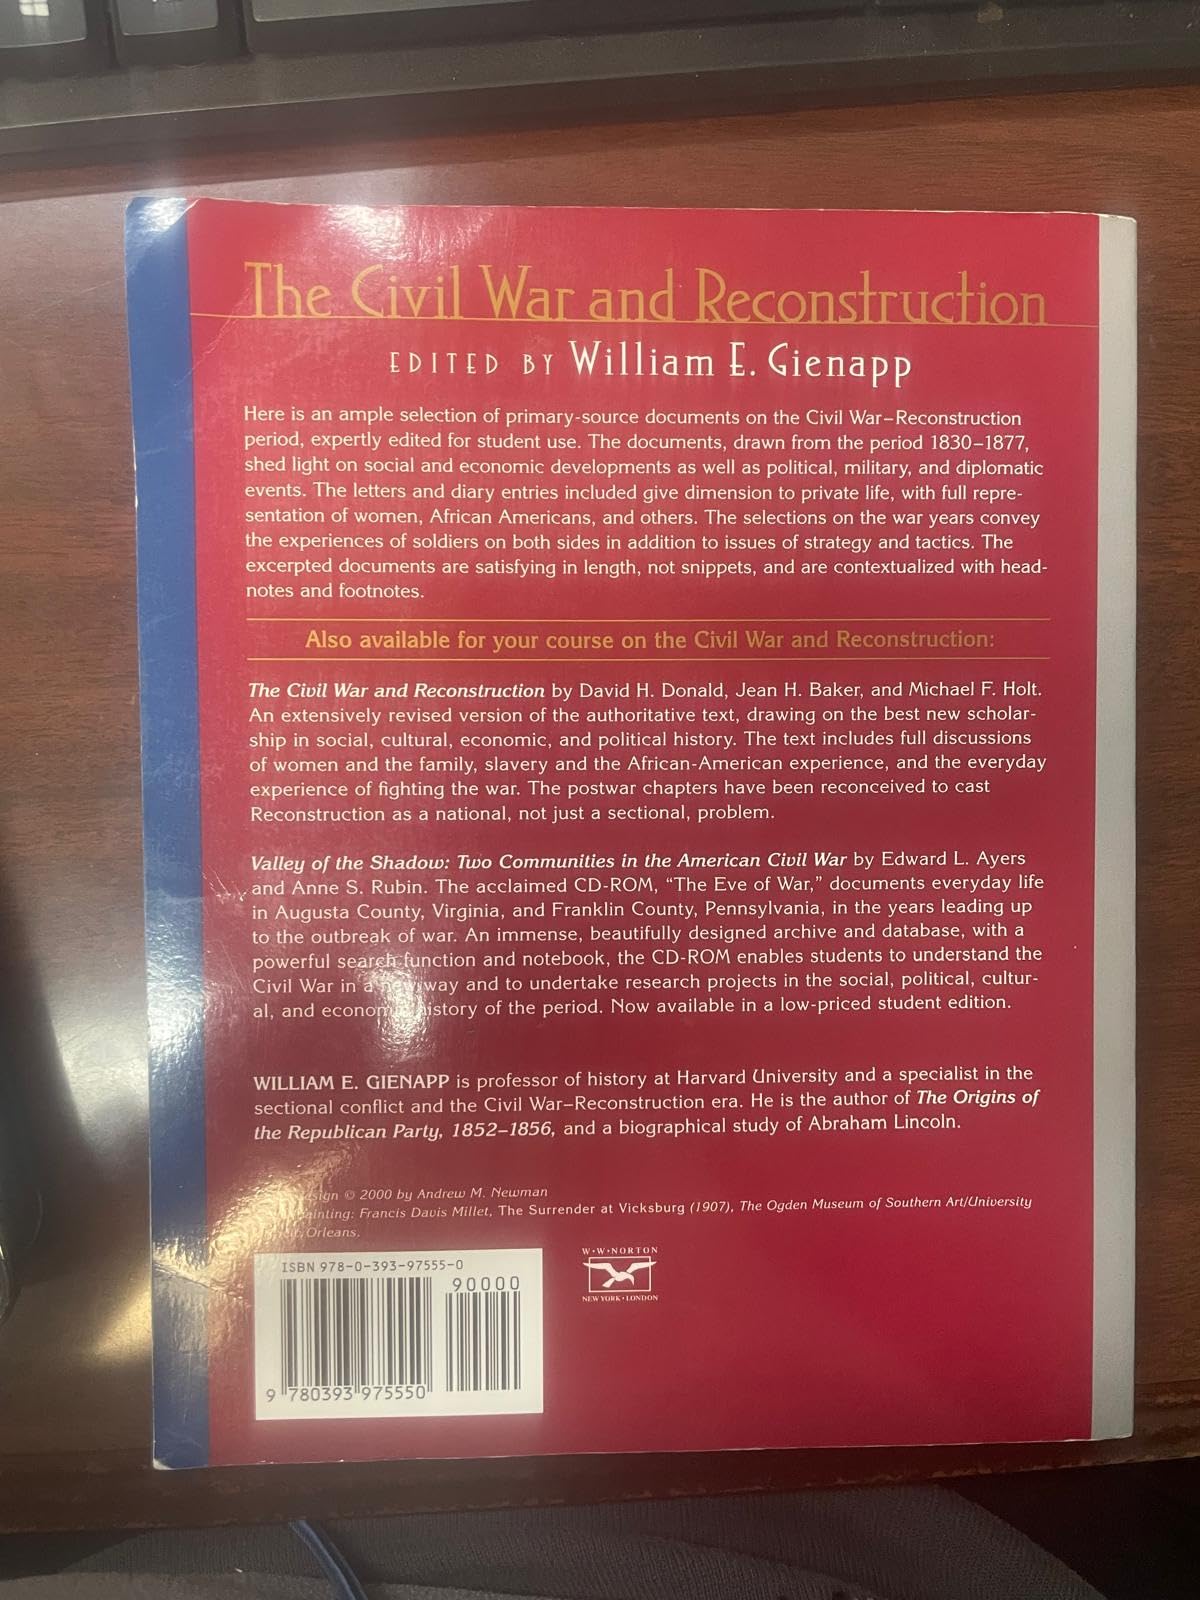 The Civil War and Reconstruction
EDITED BY William E. Gienapp
Here is an ample selection of primary-source documents on the Civil War–Reconstruction
period, expertly edited for student use. The documents, drawn from the period 1830–1877,
shed light on social and economic developments as well as political, military, and diplomatic
events. The letters and diary entries included give dimension to private life, with full repre-
sentation of women, African Americans, and others. The selections on the war years convey
the experiences of soldiers on both sides in addition to issues of strategy and tactics. The
excerpted documents are satisfying in length, not snippets, and are contextualized with head-
notes and footnotes.
Also available for your course on the Civil War and Reconstruction:
The Civil War and Reconstruction by David H. Donald, Jean H. Baker, and Michael F. Holt.
An extensively revised version of the authoritative text, drawing on the best new scholar-
ship in social, cultural, economic, and political history. The text includes full discussions
of women and the family, slavery and the African-American experience, and the everyday
experience of fighting the war. The postwar chapters have been reconceived to cast
Reconstruction as a national, not just a sectional, problem.
Valley of the Shadow: Two Communities in the American Civil War by Edward L. Ayers
and Anne S. Rubin. The acclaimed CD-ROM, “The Eve of War,” documents everyday life
in Augusta County, Virginia, and Franklin County, Pennsylvania, in the years leading up
to the outbreak of war. An immense, beautifully designed archive and database, with a
powerful search function and notebook, the CD-ROM enables students to understand the
Civil War in a new way and to undertake research projects in the social, political, cultur-
al, and economic history of the period. Now available in a low-priced student edition.
WILLIAM E. GIENAPP is professor of history at Harvard University and a specialist in the
sectional conflict and the Civil War–Reconstruction era. He is the author of The Origins of
the Republican Party, 1852–1856, and a biographical study of Abraham Lincoln.
© 2000 by Andrew M. Newman
Francis Davis Millet, The Surrender at Vicksburg (1907), The Ogden Museum of Southern Art/University
Orleans.
ISBN 978-0-393-97555-0
90000
9 780393 975550
W·W·NORTON
NEW YORK·LONDON